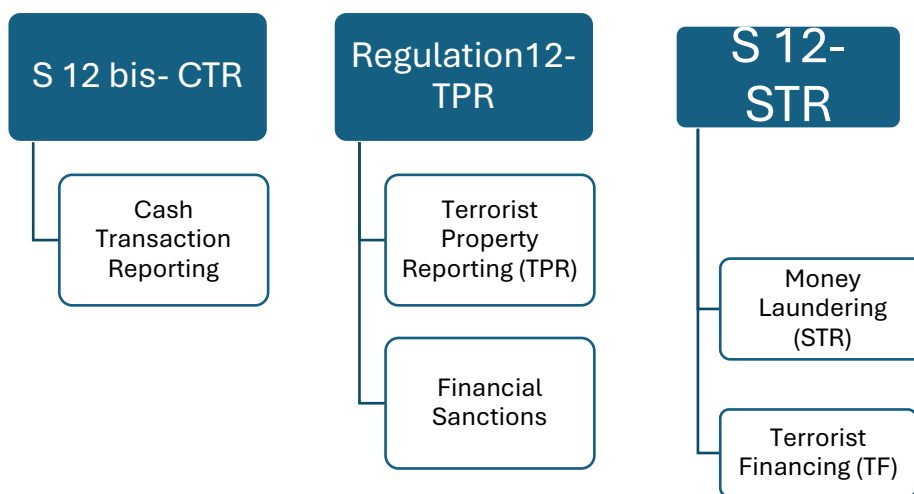 S 12 bis- CTR
Cash
Transaction
Reporting
Regulation12-
TPR
Terrorist
Property
Reporting (TPR)
Financial
Sanctions
S 12-
STR
Money
Laundering
(STR)
Terrorist
Financing (TF)